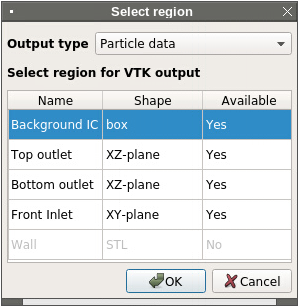 Select region
Output type Particle data
Select region for VTK output
Name Shape Available
Background IC box Yes
Top outlet XZ-plane Yes
Bottom outlet XZ-plane Yes
Front Inlet XY-plane Yes
Wall STL No
OK Cancel